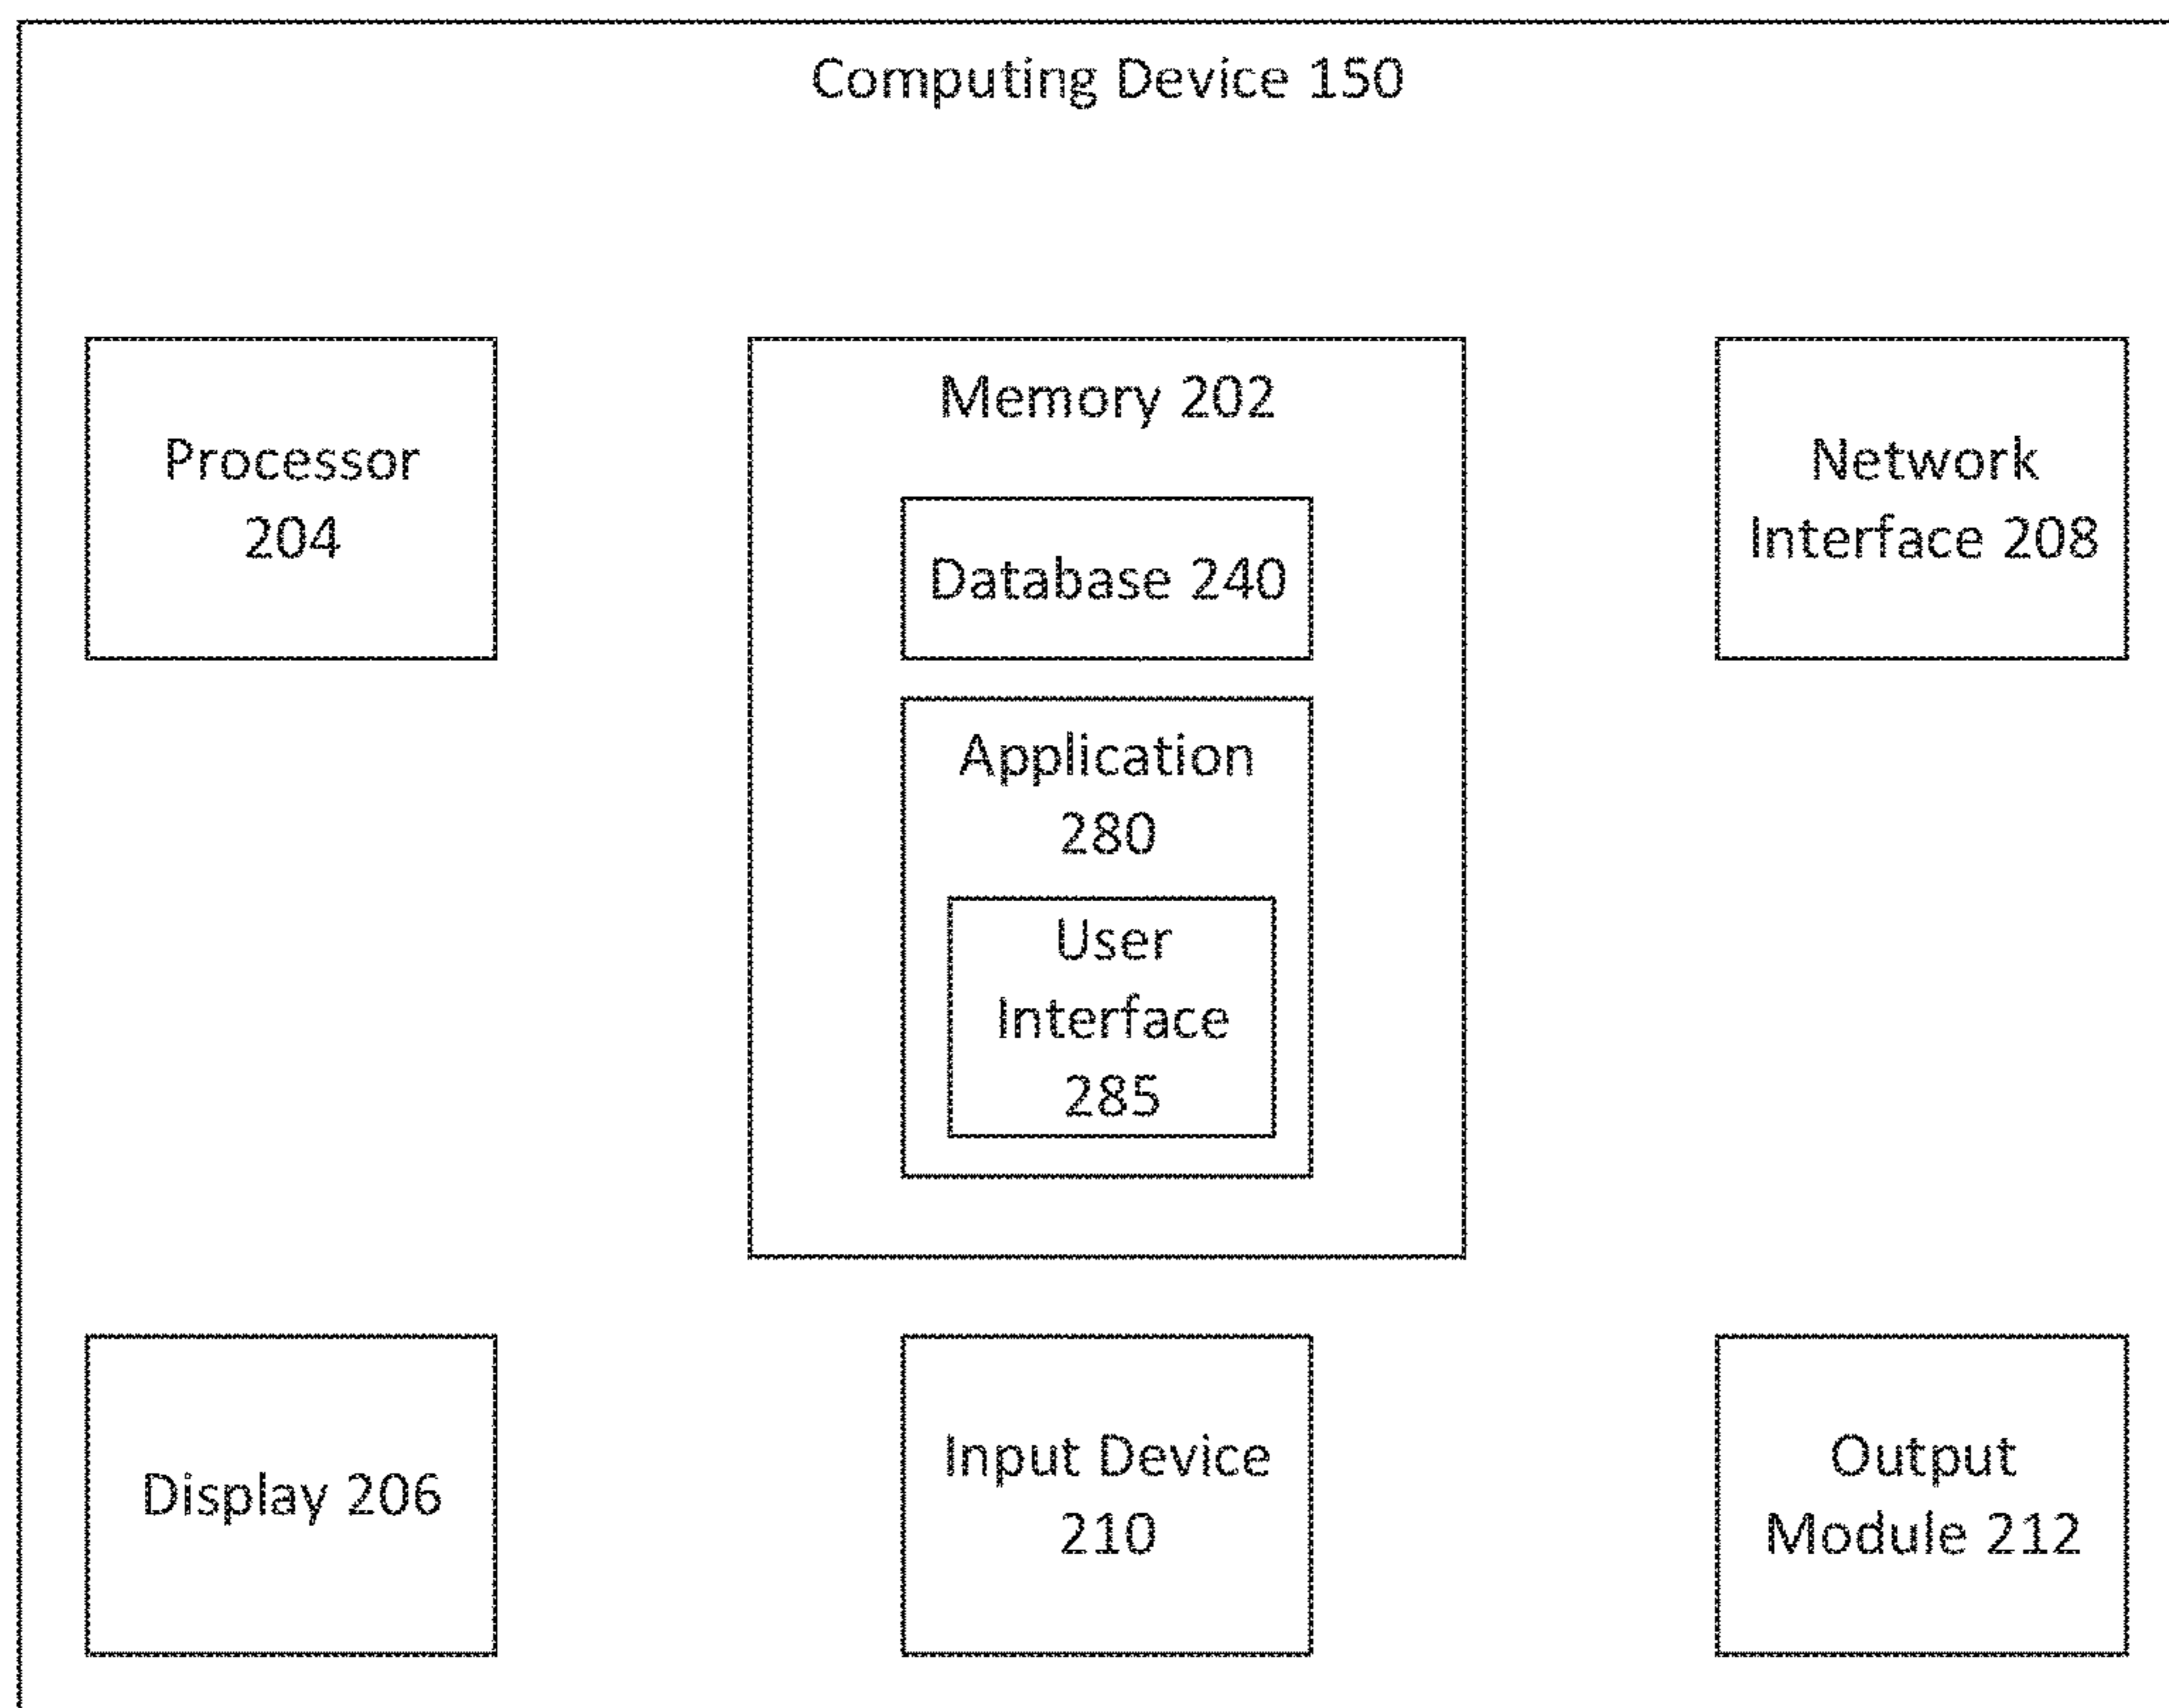 Computing Device 150
Processor
204
Memory 202
Network
Interface 208
Database 240
Application
280
User
Interface
285
Display 206
Input Device
210
Output
Module 212